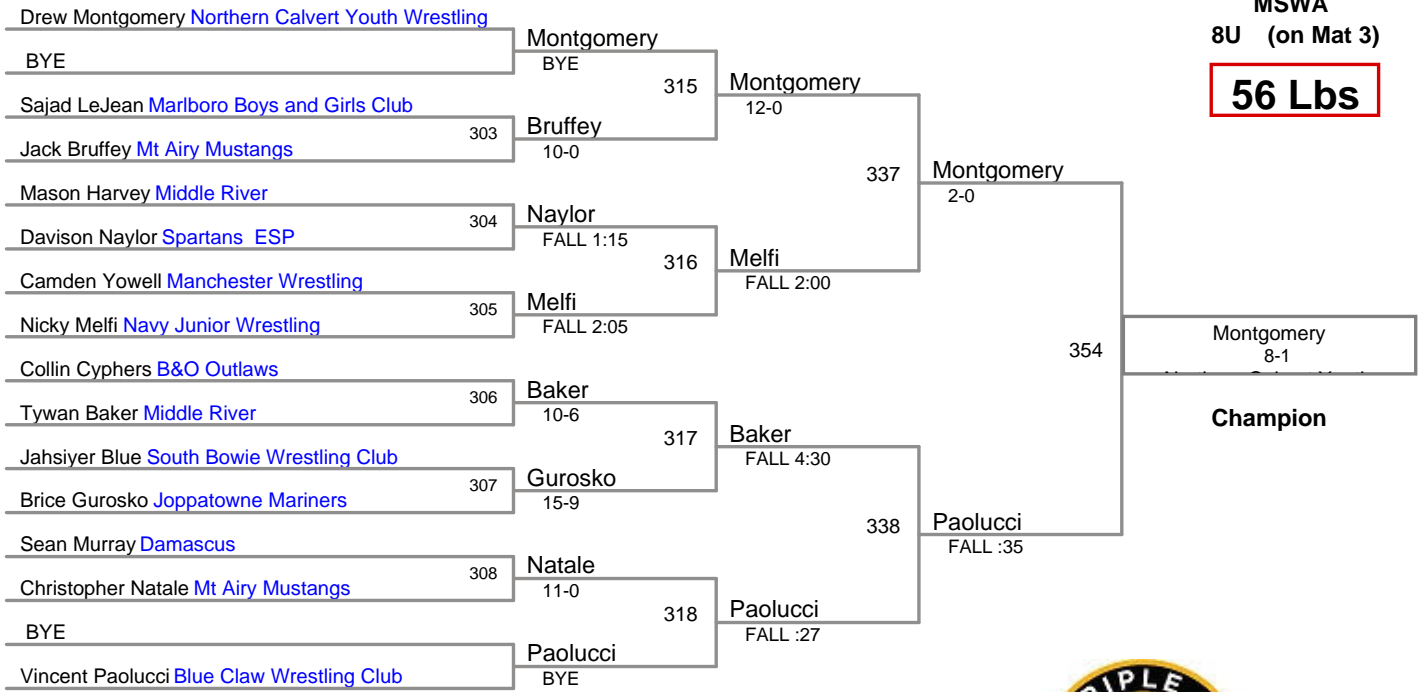 MSWA
8U (on Mat 3)
56 Lbs
Drew Montgomery Northern Calvert Youth Wrestling
BYE
Sajad LeJean Marlboro Boys and Girls Club
Jack Bruffey Mt Airy Mustangs
Mason Harvey Middle River
Davison Naylor Spartans ESP
Camden Yowell Manchester Wrestling
Nicky Melfi Navy Junior Wrestling
Collin Cyphers B&O Outlaws
Tywan Baker Middle River
Jahsiyer Blue South Bowie Wrestling Club
Brice Gurosko Joppatowne Mariners
Sean Murray Damascus
Christopher Natale Mt Airy Mustangs
BYE
Vincent Paolucci Blue Claw Wrestling Club
303
304
305
306
307
308
Montgomery
BYE
Bruffey
10-0
Naylor
FALL 1:15
Melfi
FALL 2:05
Baker
10-6
Gurosko
15-9
Natale
11-0
Paolucci
BYE
315
316
317
318
Montgomery
12-0
Melfi
FALL 2:00
Baker
FALL 4:30
Paolucci
FALL :27
337
338
Montgomery
2-0
Paolucci
FALL :35
354
Montgomery
8-1
Champion